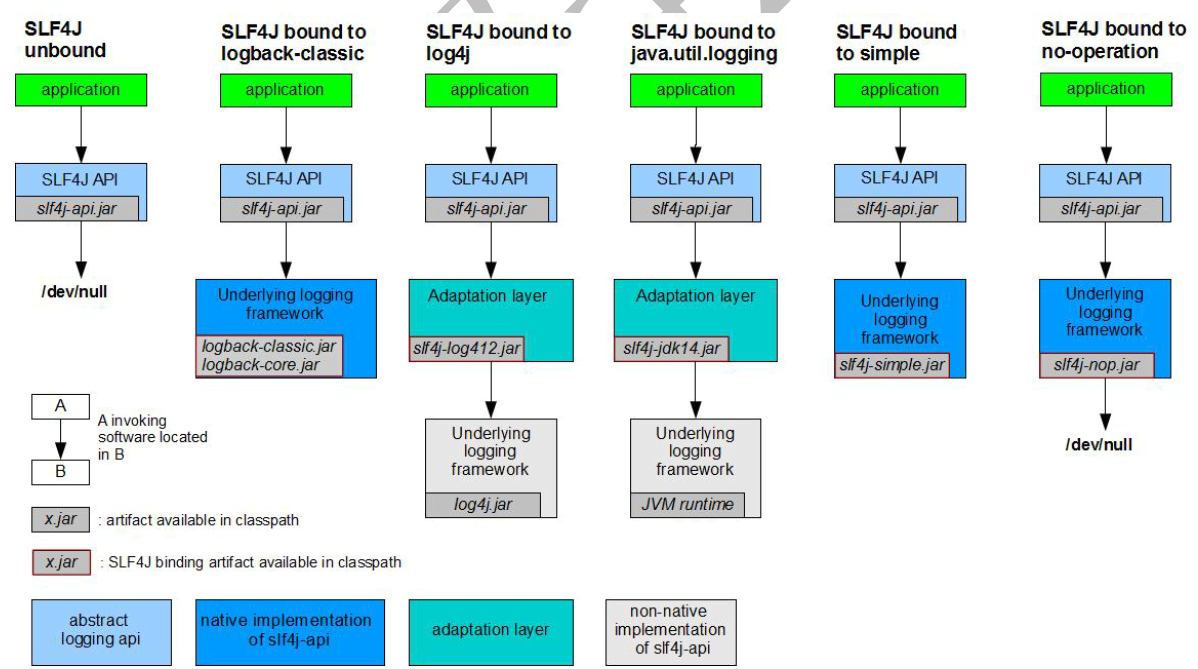 SLF4J
unbound
application
SLF4J API
slf4j-api.jar
/dev/null
SLF4J bound to
logback-classic
application
SLF4J API
slf4j-api.jar
Underlying logging
framework
logback-classic.jar
logback-core.jar
SLF4J bound to
log4j
application
SLF4J API
slf4j-api.jar
Adaptation layer
slf4j-log412.jar
Underlying
logging
framework
log4j.jar
SLF4J bound to
java.util.logging
application
SLF4J API
slf4j-api.jar
Adaptation layer
slf4j-jdk14.jar
Underlying
logging
framework
JVM runtime
SLF4J bound
to simple
application
SLF4J API
slf4j-api.jar
Underlying
logging
framework
slf4j-simple.jar
SLF4J bound to
no-operation
application
SLF4J API
slf4j-api.jar
Underlying
logging
framework
slf4j-nop.jar
/dev/null
A
B
A invoking
software located
in B
x.jar : artifact available in classpath
x.jar : SLF4J binding artifact available in classpath
abstract
logging api
native implementation
of slf4j-api
adaptation layer
non-native
implementation
of slf4j-api